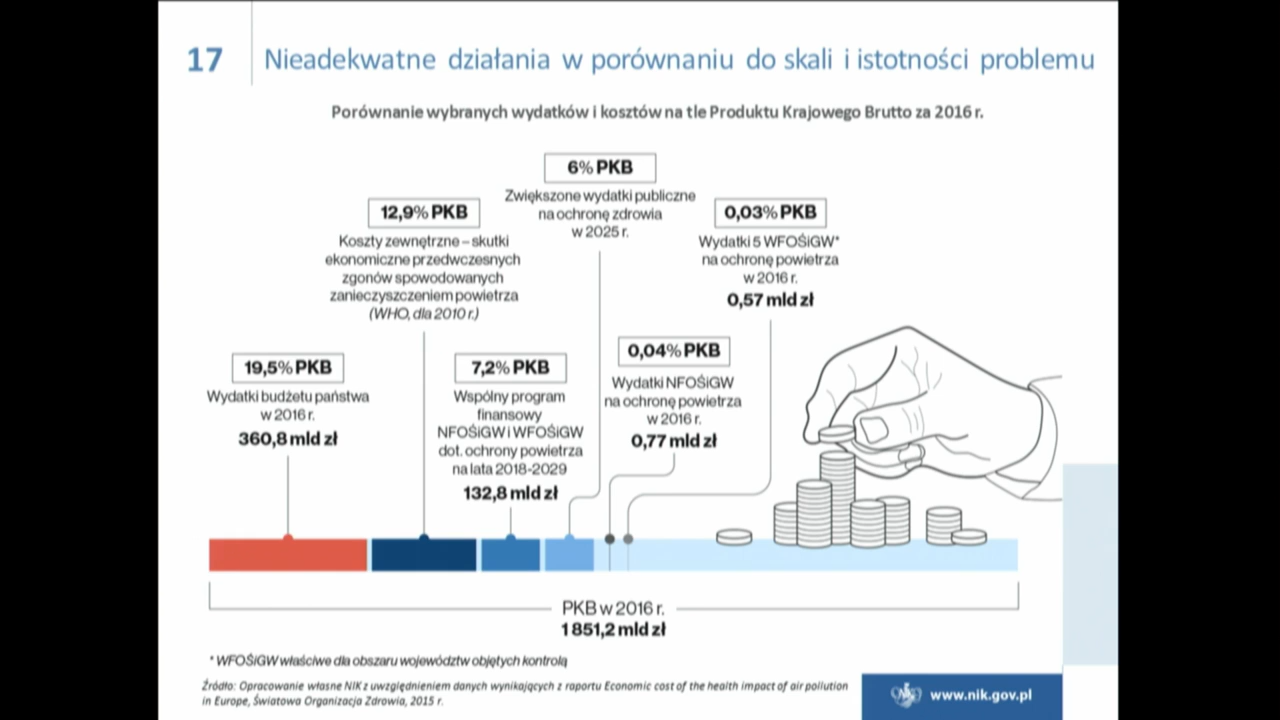 17
Nieadekwatne działania w porównaniu do skali i istotności problemu
Porównanie wybranych wydatków i kosztów na tle Produktu Krajowego Brutto za 2016 r.
19,5% PKB
Wydatki budżetu państwa
w 2016 r.
360,8 mld zł
12,9% PKB
Koszty zewnętrzne – skutki
ekonomiczne przedwczesnych
zgonów spowodowanych
zanieczyszczeniem powietrza
(WHO, dla 2010 r.)
7,2% PKB
Wspólny program
finansowy
NFOŚiGW i WFOŚiGW
dot. ochrony powietrza
na lata 2018-2029
132,8 mld zł
6% PKB
Zwiększone wydatki publiczne
na ochronę zdrowia
w 2025 r.
0,04% PKB
Wydatki NFOŚiGW
na ochronę powietrza
w 2016 r.
0,77 mld zł
0,03% PKB
Wydatki 5 WFOŚiGW*
na ochronę powietrza
w 2016 r.
0,57 mld zł
PKB w 2016 r.
1 851,2 mld zł
* WFOŚiGW właściwe dla obszaru województw objętych kontrolą
Źródło: Opracowanie własne NIK z uwzględnieniem danych wynikających z raportu Economic cost of the health impact of air pollution
in Europe, Światowa Organizacja Zdrowia, 2015 r.
www.nik.gov.pl